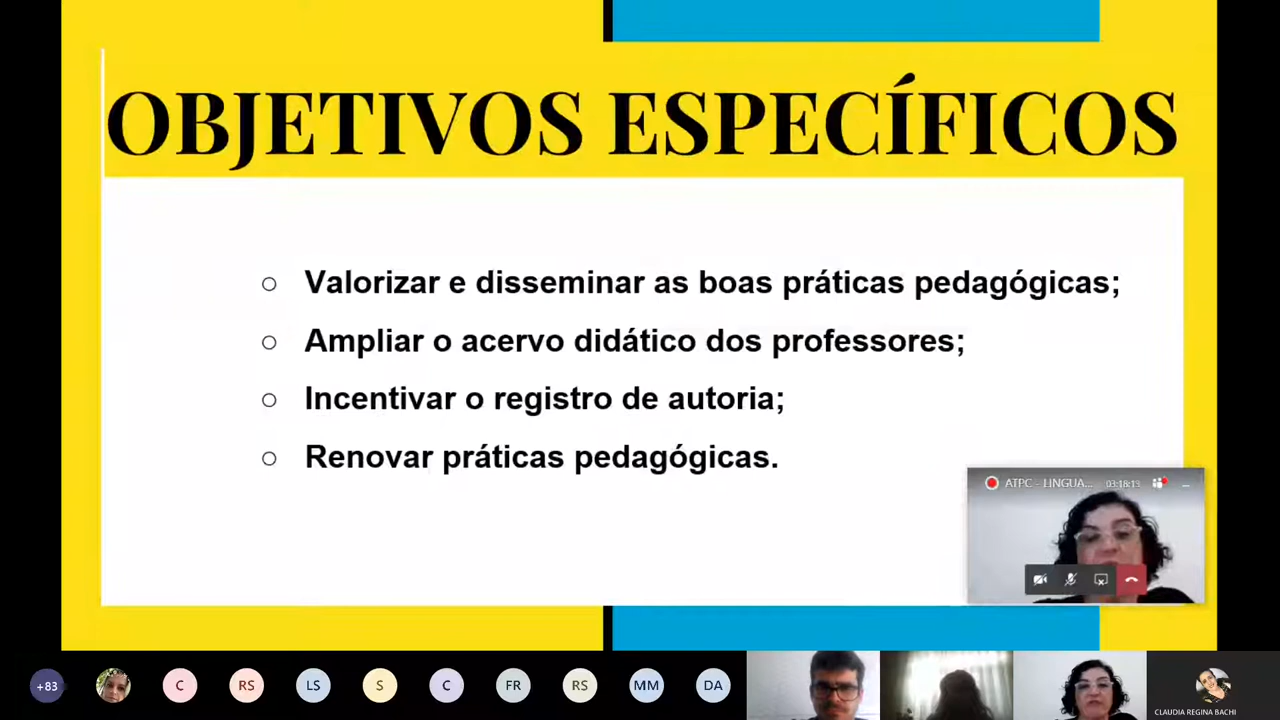 OBJETIVOS ESPECÍFICOS
Valorizar e disseminar as boas práticas pedagógicas;
Ampliar o acervo didático dos professores;
Incentivar o registro de autoria;
Renovar práticas pedagógicas.
ATPC - LINGUA... 03:18:13
+83 C RS LS S C FR RS MM DA
CLAUDIA REGINA BACHI